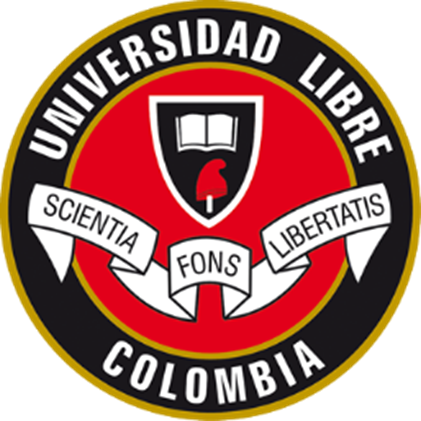 UNIVERSIDAD LIBRE
SCIENTIA
FONS
LIBERTATIS
COLOMBIA